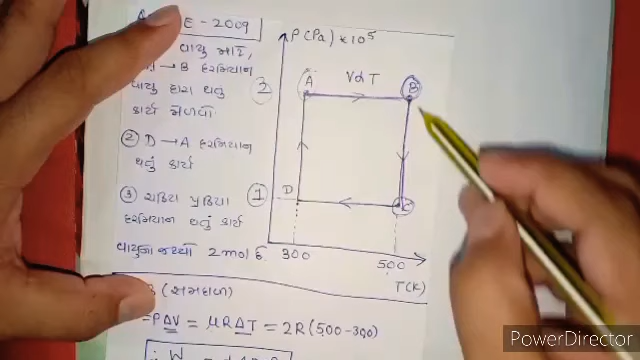 E - 2009
વાયુ માટે,
→ B દરમિયાન
વાયુ દ્વારા થતું
કાર્ય મેળવો
② D → A દરમિયાન
થતું કાર્ય
③ ચક્રિય પ્રક્રિયા
દરમિયાન થતું કાર્ય
વાયુના જથ્થો 2 mol છે.
P (Pa) × 10⁵
A V∝T B
2
D 1 C
300 500
T(K)
B (સમદાબ)
= PΔV = μRΔT = 2R (500 - 300)
∴ W
PowerDirector